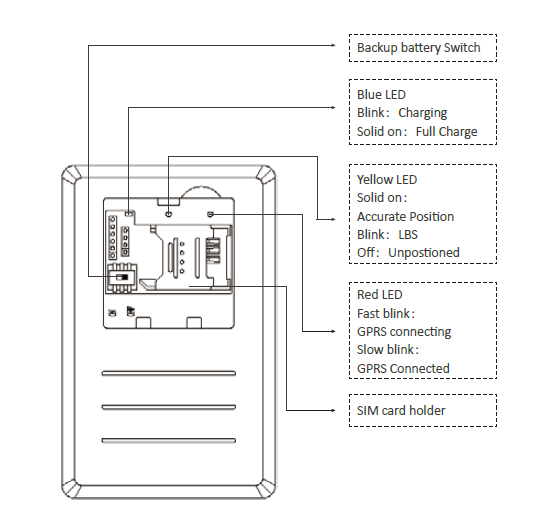 Backup battery Switch
Blue LED
Blink： Charging
Solid on： Full Charge
Yellow LED
Solid on：
Accurate Position
Blink： LBS
Off： Unpostioned
Red LED
Fast blink：
GPRS connecting
Slow blink：
GPRS Connected
SIM card holder